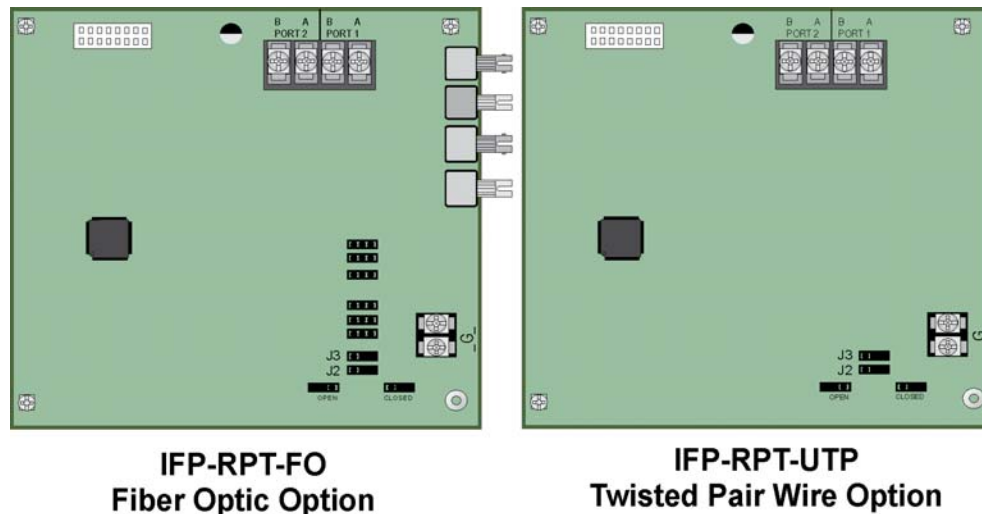 B A B A
PORT 2 PORT 1
J3
J2
OPEN CLOSED
_G_
IFP-RPT-FO
Fiber Optic Option
B A B A
PORT 2 PORT 1
J3
J2
OPEN CLOSED
G
IFP-RPT-UTP
Twisted Pair Wire Option